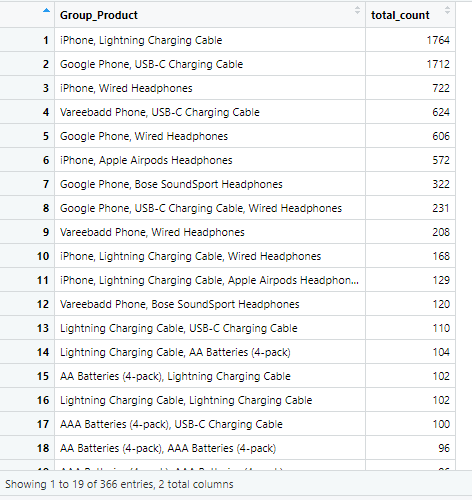 Group_Product total_count
1 iPhone, Lightning Charging Cable 1764
2 Google Phone, USB-C Charging Cable 1712
3 iPhone, Wired Headphones 722
4 Vareebadd Phone, USB-C Charging Cable 624
5 Google Phone, Wired Headphones 606
6 iPhone, Apple Airpods Headphones 572
7 Google Phone, Bose SoundSport Headphones 322
8 Google Phone, USB-C Charging Cable, Wired Headphones 231
9 Vareebadd Phone, Wired Headphones 208
10 iPhone, Lightning Charging Cable, Wired Headphones 168
11 iPhone, Lightning Charging Cable, Apple Airpods Headphon... 129
12 Vareebadd Phone, Bose SoundSport Headphones 120
13 Lightning Charging Cable, USB-C Charging Cable 110
14 Lightning Charging Cable, AA Batteries (4-pack) 104
15 AA Batteries (4-pack), Lightning Charging Cable 102
16 Lightning Charging Cable, Lightning Charging Cable 102
17 AAA Batteries (4-pack), USB-C Charging Cable 100
18 AA Batteries (4-pack), AAA Batteries (4-pack) 96
Showing 1 to 19 of 366 entries, 2 total columns